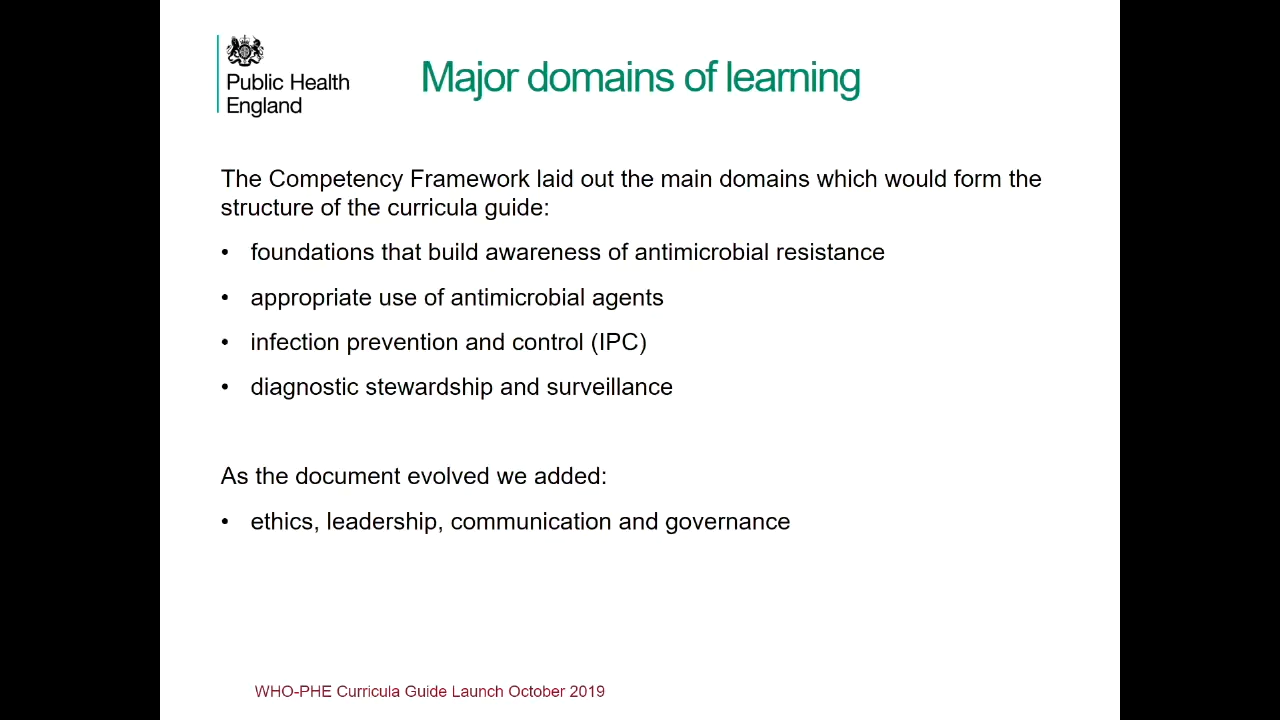 Public Health
England
Major domains of learning
The Competency Framework laid out the main domains which would form the
structure of the curricula guide:
• foundations that build awareness of antimicrobial resistance
• appropriate use of antimicrobial agents
• infection prevention and control (IPC)
• diagnostic stewardship and surveillance
As the document evolved we added:
• ethics, leadership, communication and governance
WHO-PHE Curricula Guide Launch October 2019